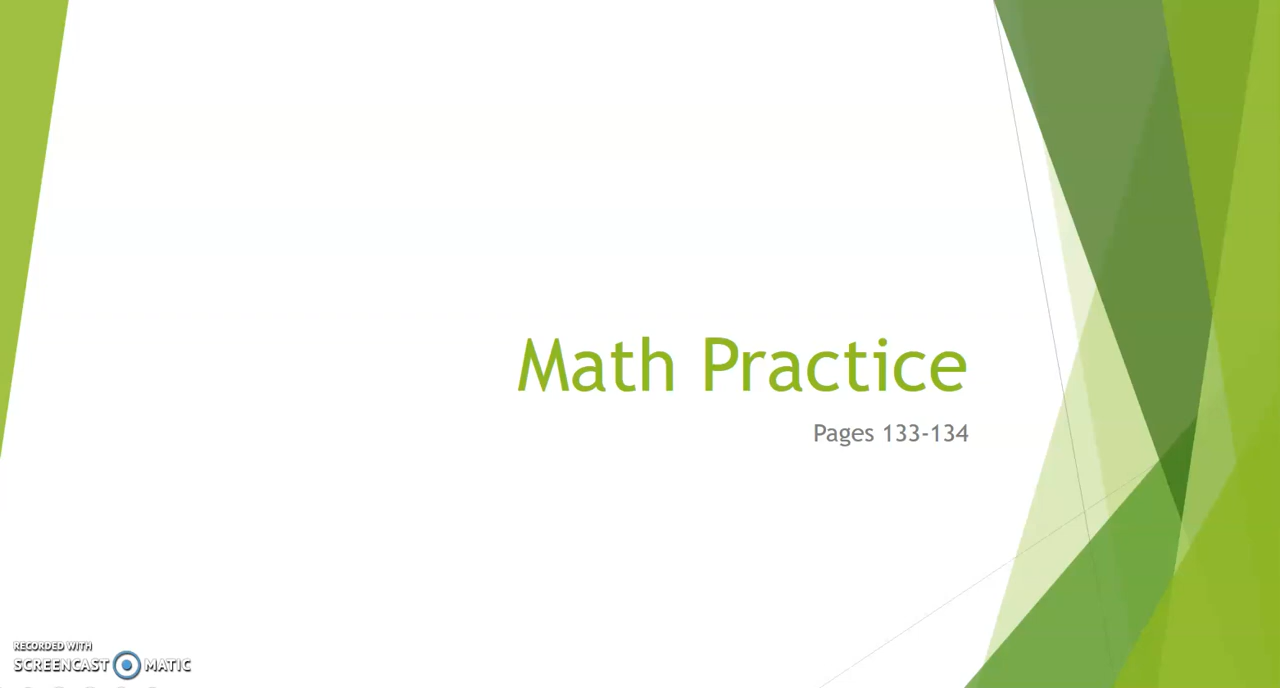 Math Practice
Pages 133-134
RECORDED WITH
SCREENCAST MATIC